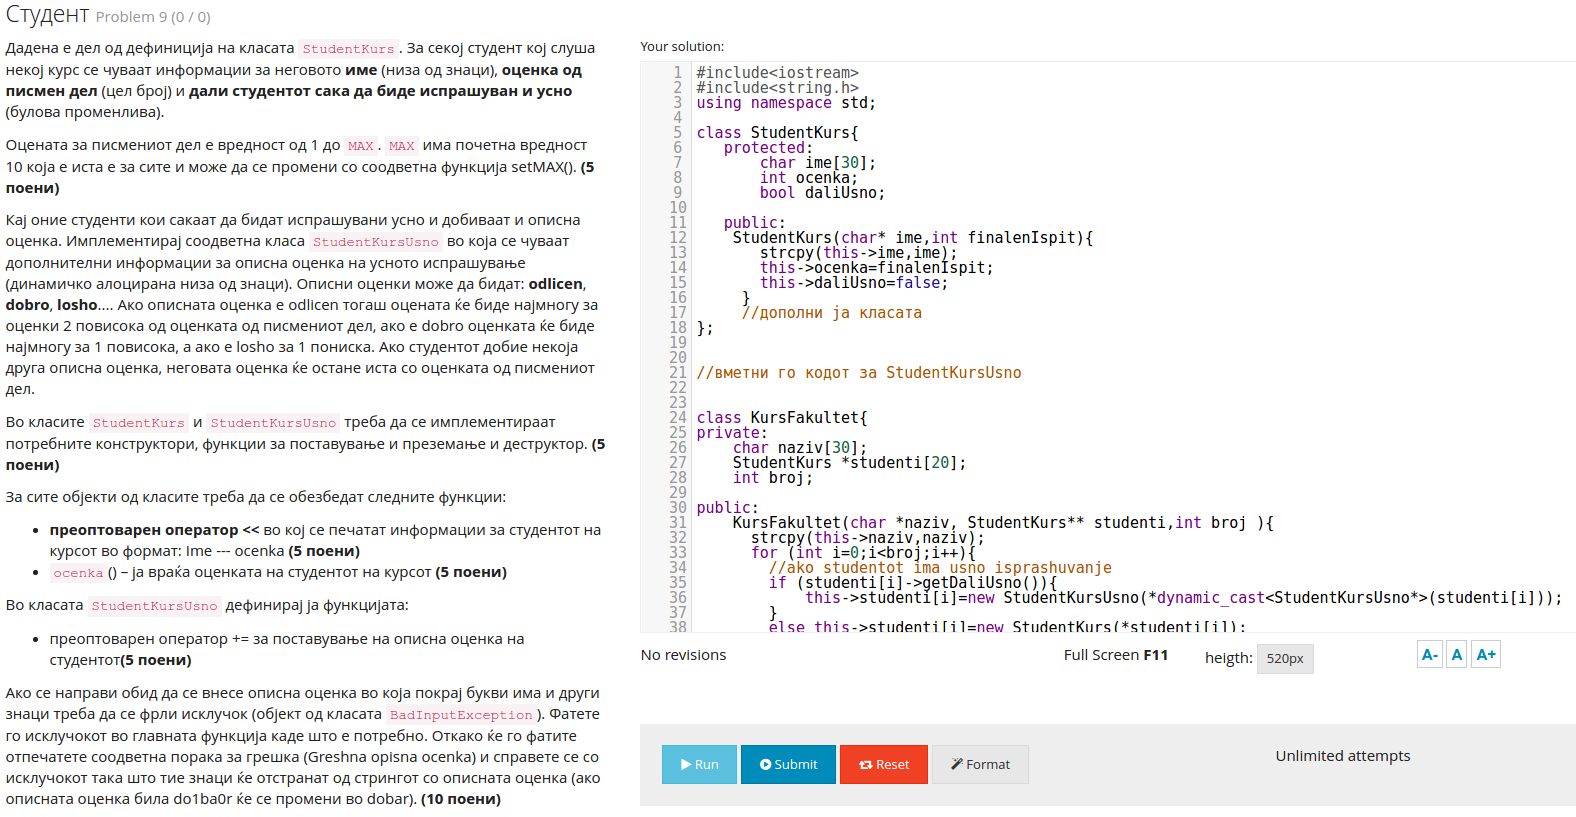 Студент Problem 9 (0 / 0)
Дадена е дел од дефиниција на класата StudentKurs . За секој студент кој слуша
некој курс се чуваат информации за неговото име (низа од знаци), оценка од
писмен дел (цел број) и дали студентот сака да биде испрашуван и усно
(булова променлива).
Оцената за писмениот дел е вредност од 1 до MAX . MAX има почетна вредност
10 која е иста е за сите и може да се промени со соодветна функција setMAX(). (5
поени)
Кај оние студенти кои сакаат да бидат испрашувани усно и добиваат и описна
оценка. Имплементирај соодветна класа StudentKursUsno во која се чуваат
дополнителни информации за описна оценка на усното испрашување
(динамичко алоцирана низа од знаци). Описни оценки може да бидат: odlicen,
dobro, losho.... Ако описната оценка е odlicen тогаш оцената ќе биде најмногу за
оценки 2 повисока од оценката од писмениот дел, ако е dobro оценката ќе биде
најмногу за 1 повисока, а ако е losho за 1 пониска. Ако студентот добие некоја
друга описна оценка, неговата оценка ќе остане иста со оценката од писмениот
дел.
Во класите StudentKurs и StudentKursUsno треба да се имплементираат
потребните конструктори, функции за поставување и преземање и деструктор. (5
поени)
За сите објекти од класите треба да се обезбедат следните функции:
• преоптоварен оператор << во кој се печатат информации за студентот на
курсот во формат: Ime --- ocenka (5 поени)
• ocenka () – ја враќа оценката на студентот на курсот (5 поени)
Во класата StudentKursUsno дефинирај ја функцијата:
• преоптоварен оператор += за поставување на описна оценка на
студентот(5 поени)
Ако се направи обид да се внесе описна оценка во која покрај букви има и други
знаци треба да се фрли исклучок (објект од класата BadInputException ). Фатете
го исклучокот во главната функција каде што е потребно. Откако ќе го фатите
отпечатете соодветна порака за грешка (Greshna opisna ocenka) и справете се со
исклучокот така што тие знаци ќе отстранат од стрингот со описната оценка (ако
описната оценка била do1ba0r ќе се промени во dobar). (10 поени)
Your solution:
1 #include<iostream>
2 #include<string.h>
3 using namespace std;
4
5 class StudentKurs{
6 protected:
7 char ime[30];
8 int ocenka;
9 bool daliUsno;
10
11 public:
12 StudentKurs(char* ime,int finalenIspit){
13 strcpy(this->ime,ime);
14 this->ocenka=finalenIspit;
15 this->daliUsno=false;
16 }
17 //дополни ја класата
18 };
19
20
21 //вметни го кодот за StudentKursUsno
22
23
24 class KursFakultet{
25 private:
26 char naziv[30];
27 StudentKurs *studenti[20];
28 int broj;
29
30 public:
31 KursFakultet(char *naziv, StudentKurs** studenti,int broj ){
32 strcpy(this->naziv,naziv);
33 for (int i=0;i<broj;i++){
34 //ako studentot ima usno isprashuvanje
35 if (studenti[i]->getDaliUsno()){
36 this->studenti[i]=new StudentKursUsno(*dynamic_cast<StudentKursUsno*>(studenti[i]));
37 }
38 else this->studenti[i]=new StudentKurs(*studenti[i]);
No revisions
Full Screen F11
heigth: 520px
A- A A+
Run Submit Reset Format
Unlimited attempts